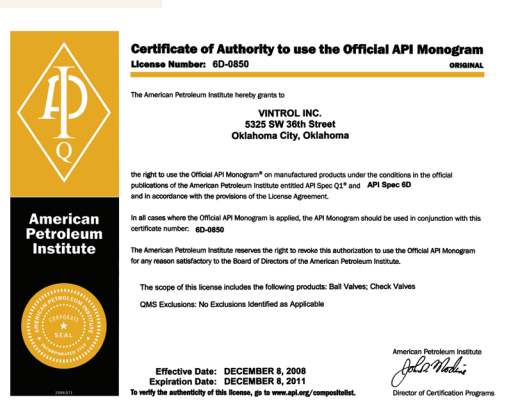 Certificate of Authority to use the Official API Monogram
License Number: 6D-0850
ORIGINAL
The American Petroleum Institute hereby grants to
VINTROL INC.
5325 SW 36th Street
Oklahoma City, Oklahoma
the right to use the Official API Monogram® on manufactured products under the conditions in the official
publications of the American Petroleum Institute entitled API Spec Q1® and API Spec 6D
and in accordance with the provisions of the License Agreement.
In all cases where the Official API Monogram is applied, the API Monogram should be used in conjunction with this
certificate number: 6D-0850
The American Petroleum Institute reserves the right to revoke this authorization to use the Official API Monogram
for any reason satisfactory to the Board of Directors of the American Petroleum Institute.
The scope of this license includes the following products: Ball Valves; Check Valves
QMS Exclusions: No Exclusions Identified as Applicable
Effective Date: DECEMBER 8, 2008
Expiration Date: DECEMBER 8, 2011
To verify the authenticity of this license, go to www.api.org/compositelist.
American Petroleum Institute
Director of Certification Programs
API
Q
American
Petroleum
Institute
AMERICAN PETROLEUM INSTITUTE
CORPORATE
SEAL